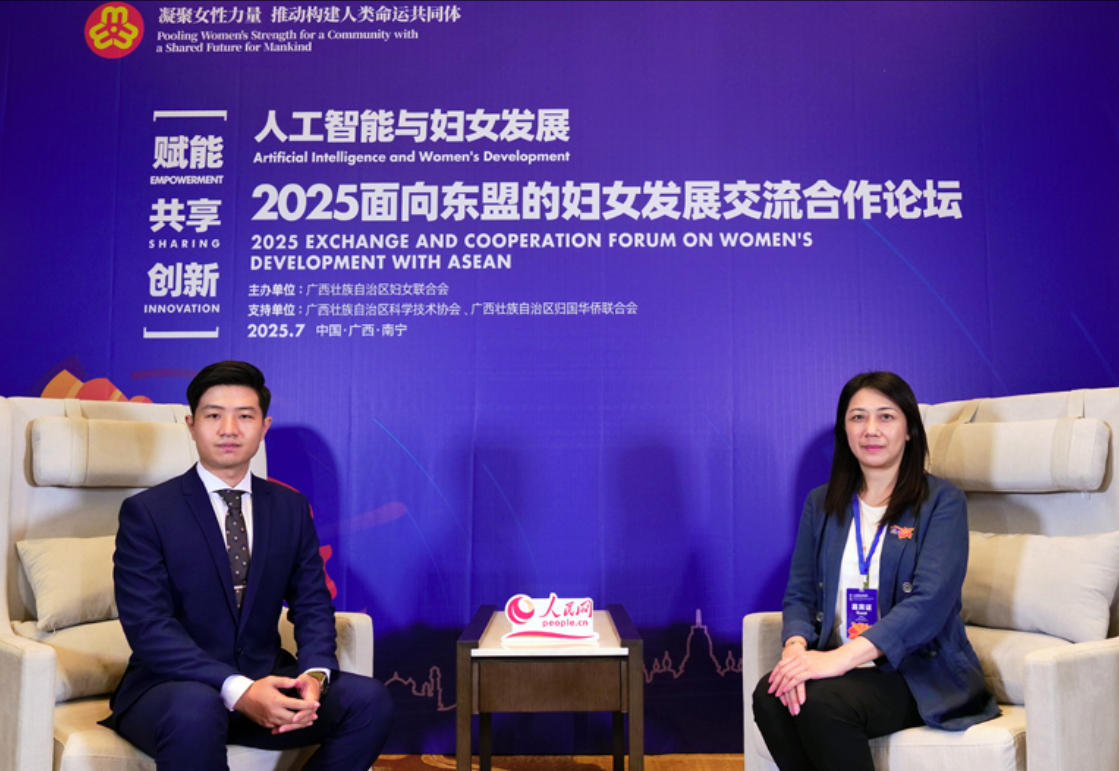 凝聚女性力量 推动构建人类命运共同体
Pooling Women's Strength for a Community with
a Shared Future for Mankind
赋能
EMPOWERMENT
共享
SHARING
创新
INNOVATION
人工智能与妇女发展
Artificial Intelligence and Women's Development
2025面向东盟的妇女发展交流合作论坛
2025 EXCHANGE AND COOPERATION FORUM ON WOMEN'S
DEVELOPMENT WITH ASEAN
主办单位：广西壮族自治区妇女联合会
支持单位：广西壮族自治区科学技术协会、广西壮族自治区归国华侨联合会
2025.7 中国·广西·南宁
人民网
people.cn